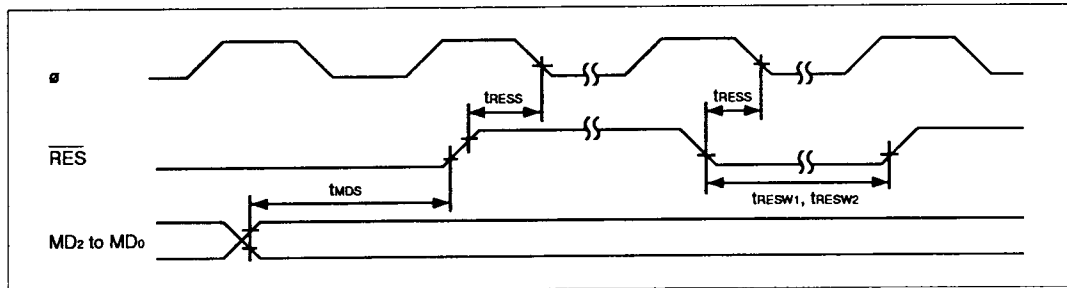 ø
tRESS
tRESS
RES
tMDS
tRESW1, tRESW2
MD2 to MD0